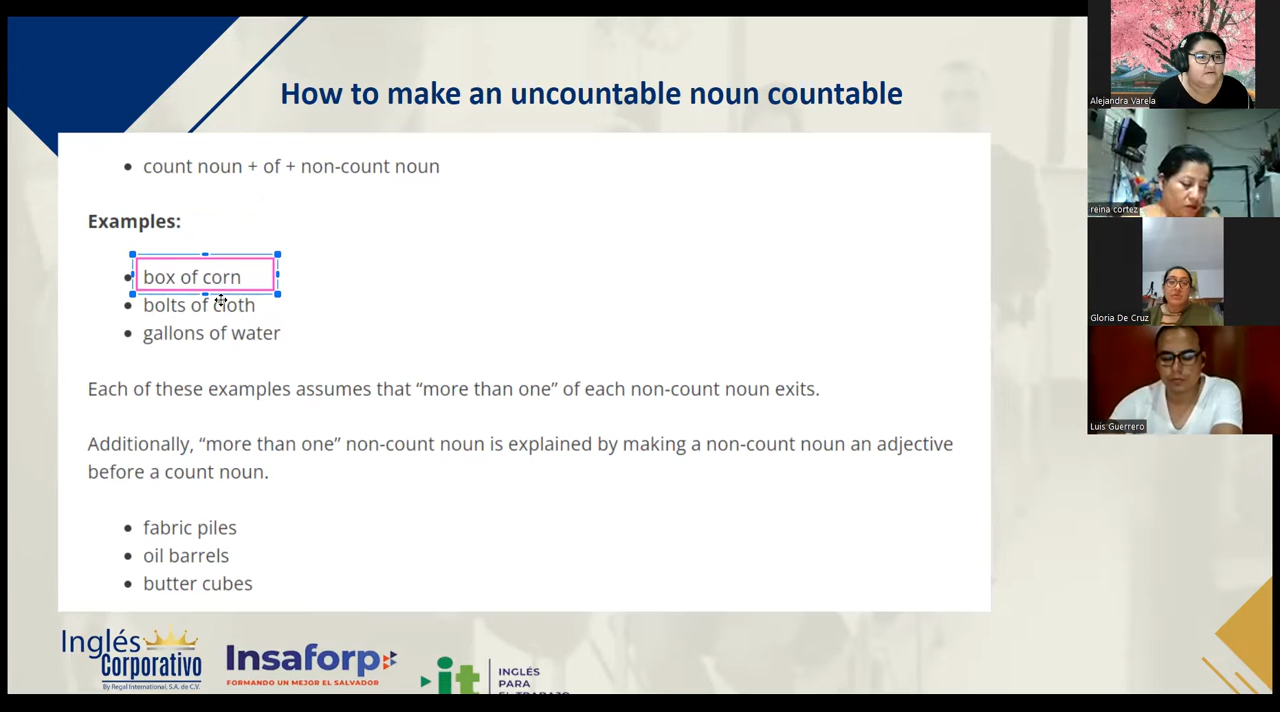 How to make an uncountable noun countable
count noun + of + non-count noun
Examples:
box of corn
bolts of cloth
gallons of water
Each of these examples assumes that “more than one” of each non-count noun exits.
Additionally, “more than one” non-count noun is explained by making a non-count noun an adjective
before a count noun.
fabric piles
oil barrels
butter cubes
Inglés
Corporativo
By Regal International, S.A. de C.V.
Insaforp
FORMANDO UN MEJOR EL SALVADOR
it
INGLÉS
PARA
EL TRABAJO
Alejandra Varela
reina cortez
Gloria De Cruz
Luis Guerrero